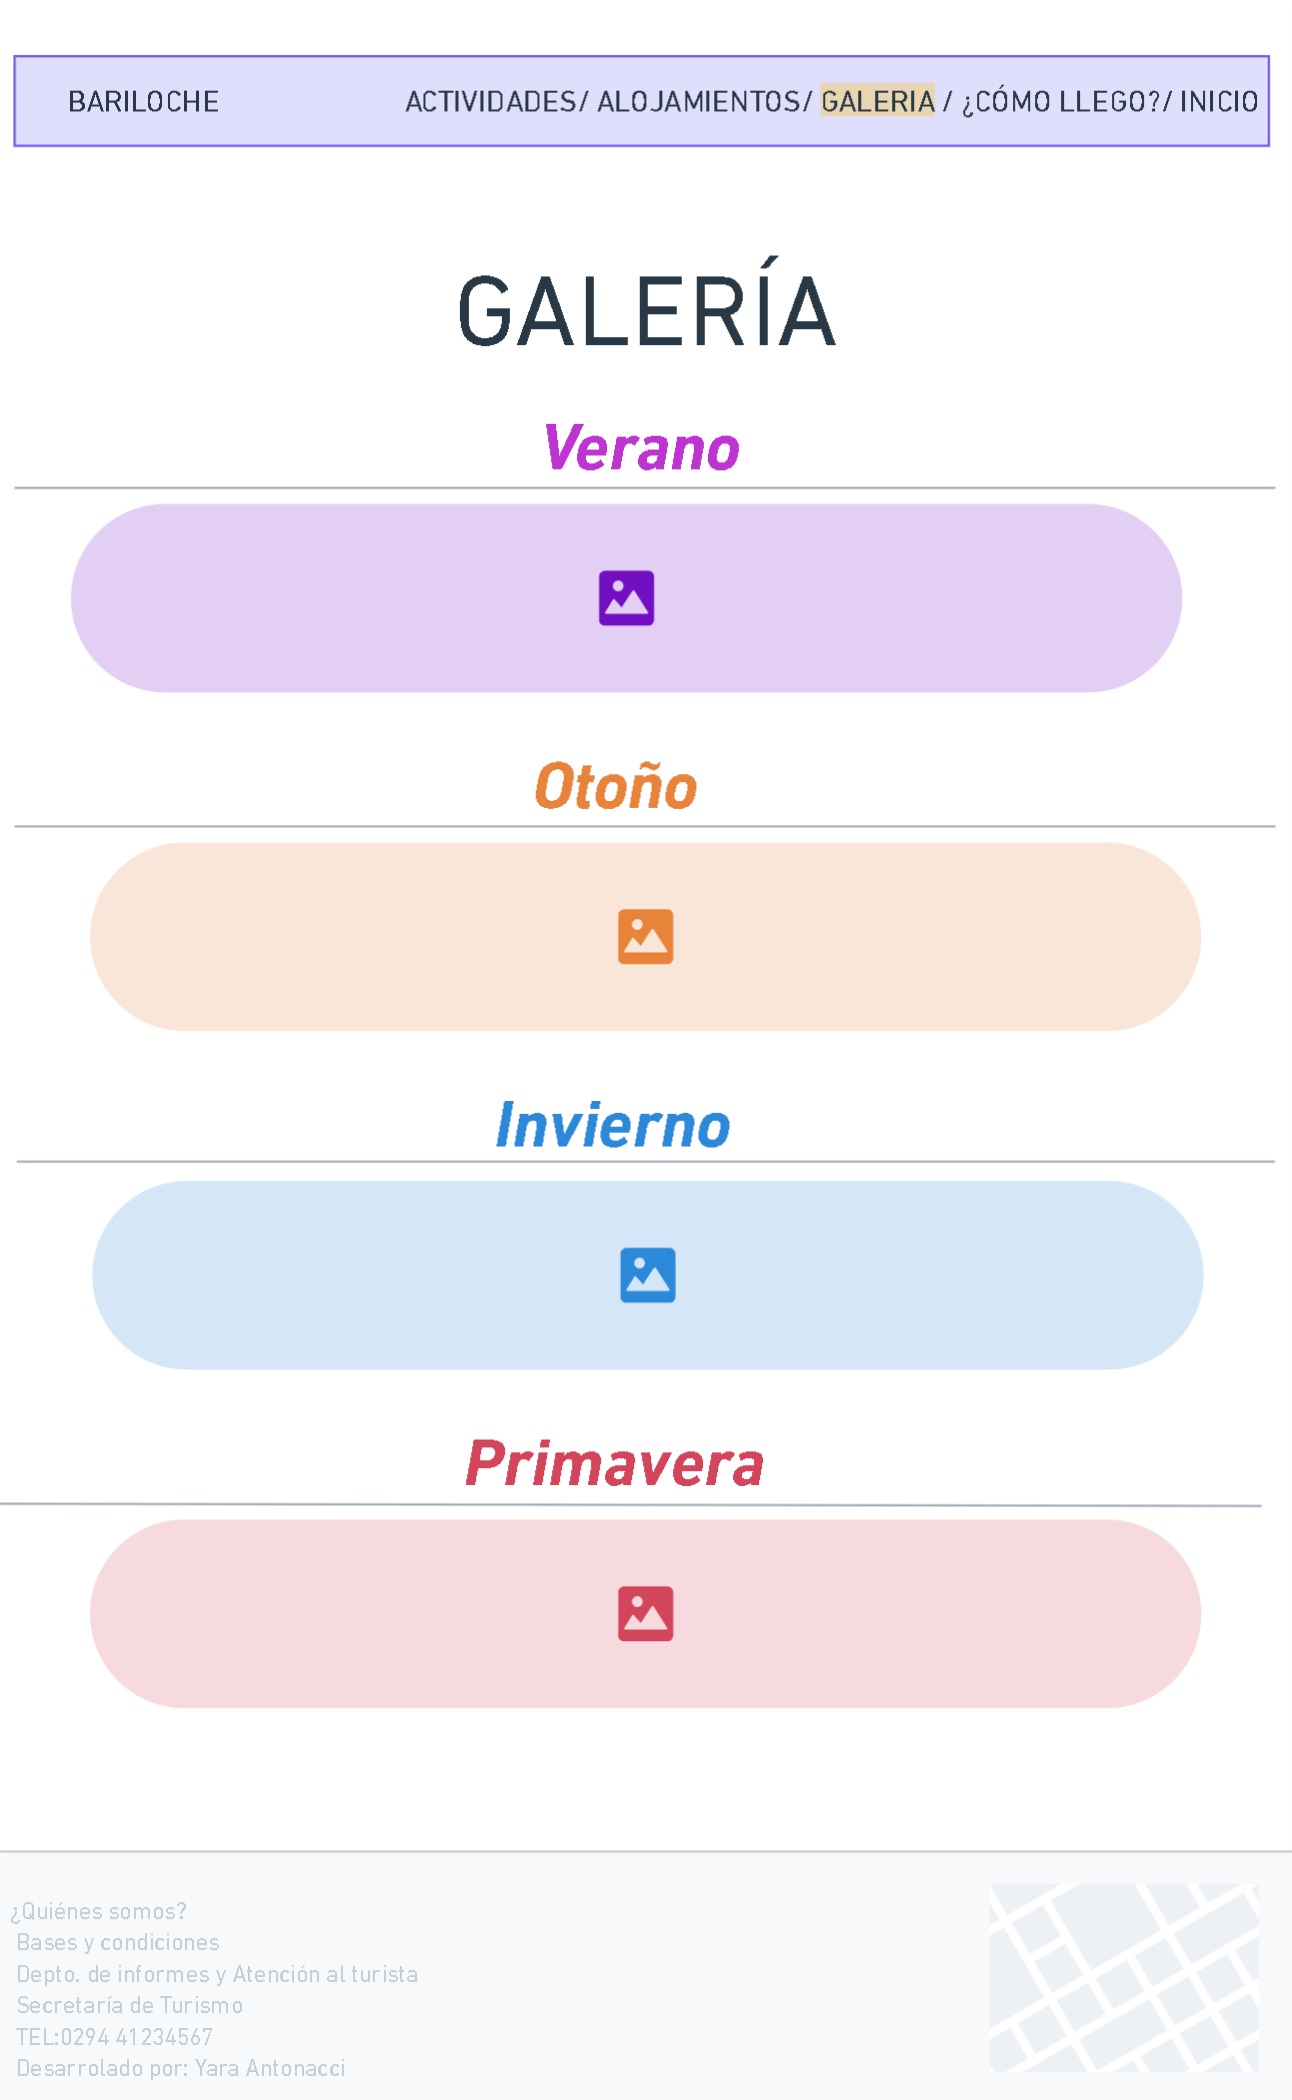 BARILOCHE ACTIVIDADES/ ALOJAMIENTOS/ GALERIA / ¿CÓMO LLEGO?/ INICIO
GALERÍA
Verano
Otoño
Invierno
Primavera
¿Quiénes somos?
Bases y condiciones
Depto. de informes y Atención al turista
Secretaría de Turismo
TEL:0294 41234567
Desarrolado por: Yara Antonacci